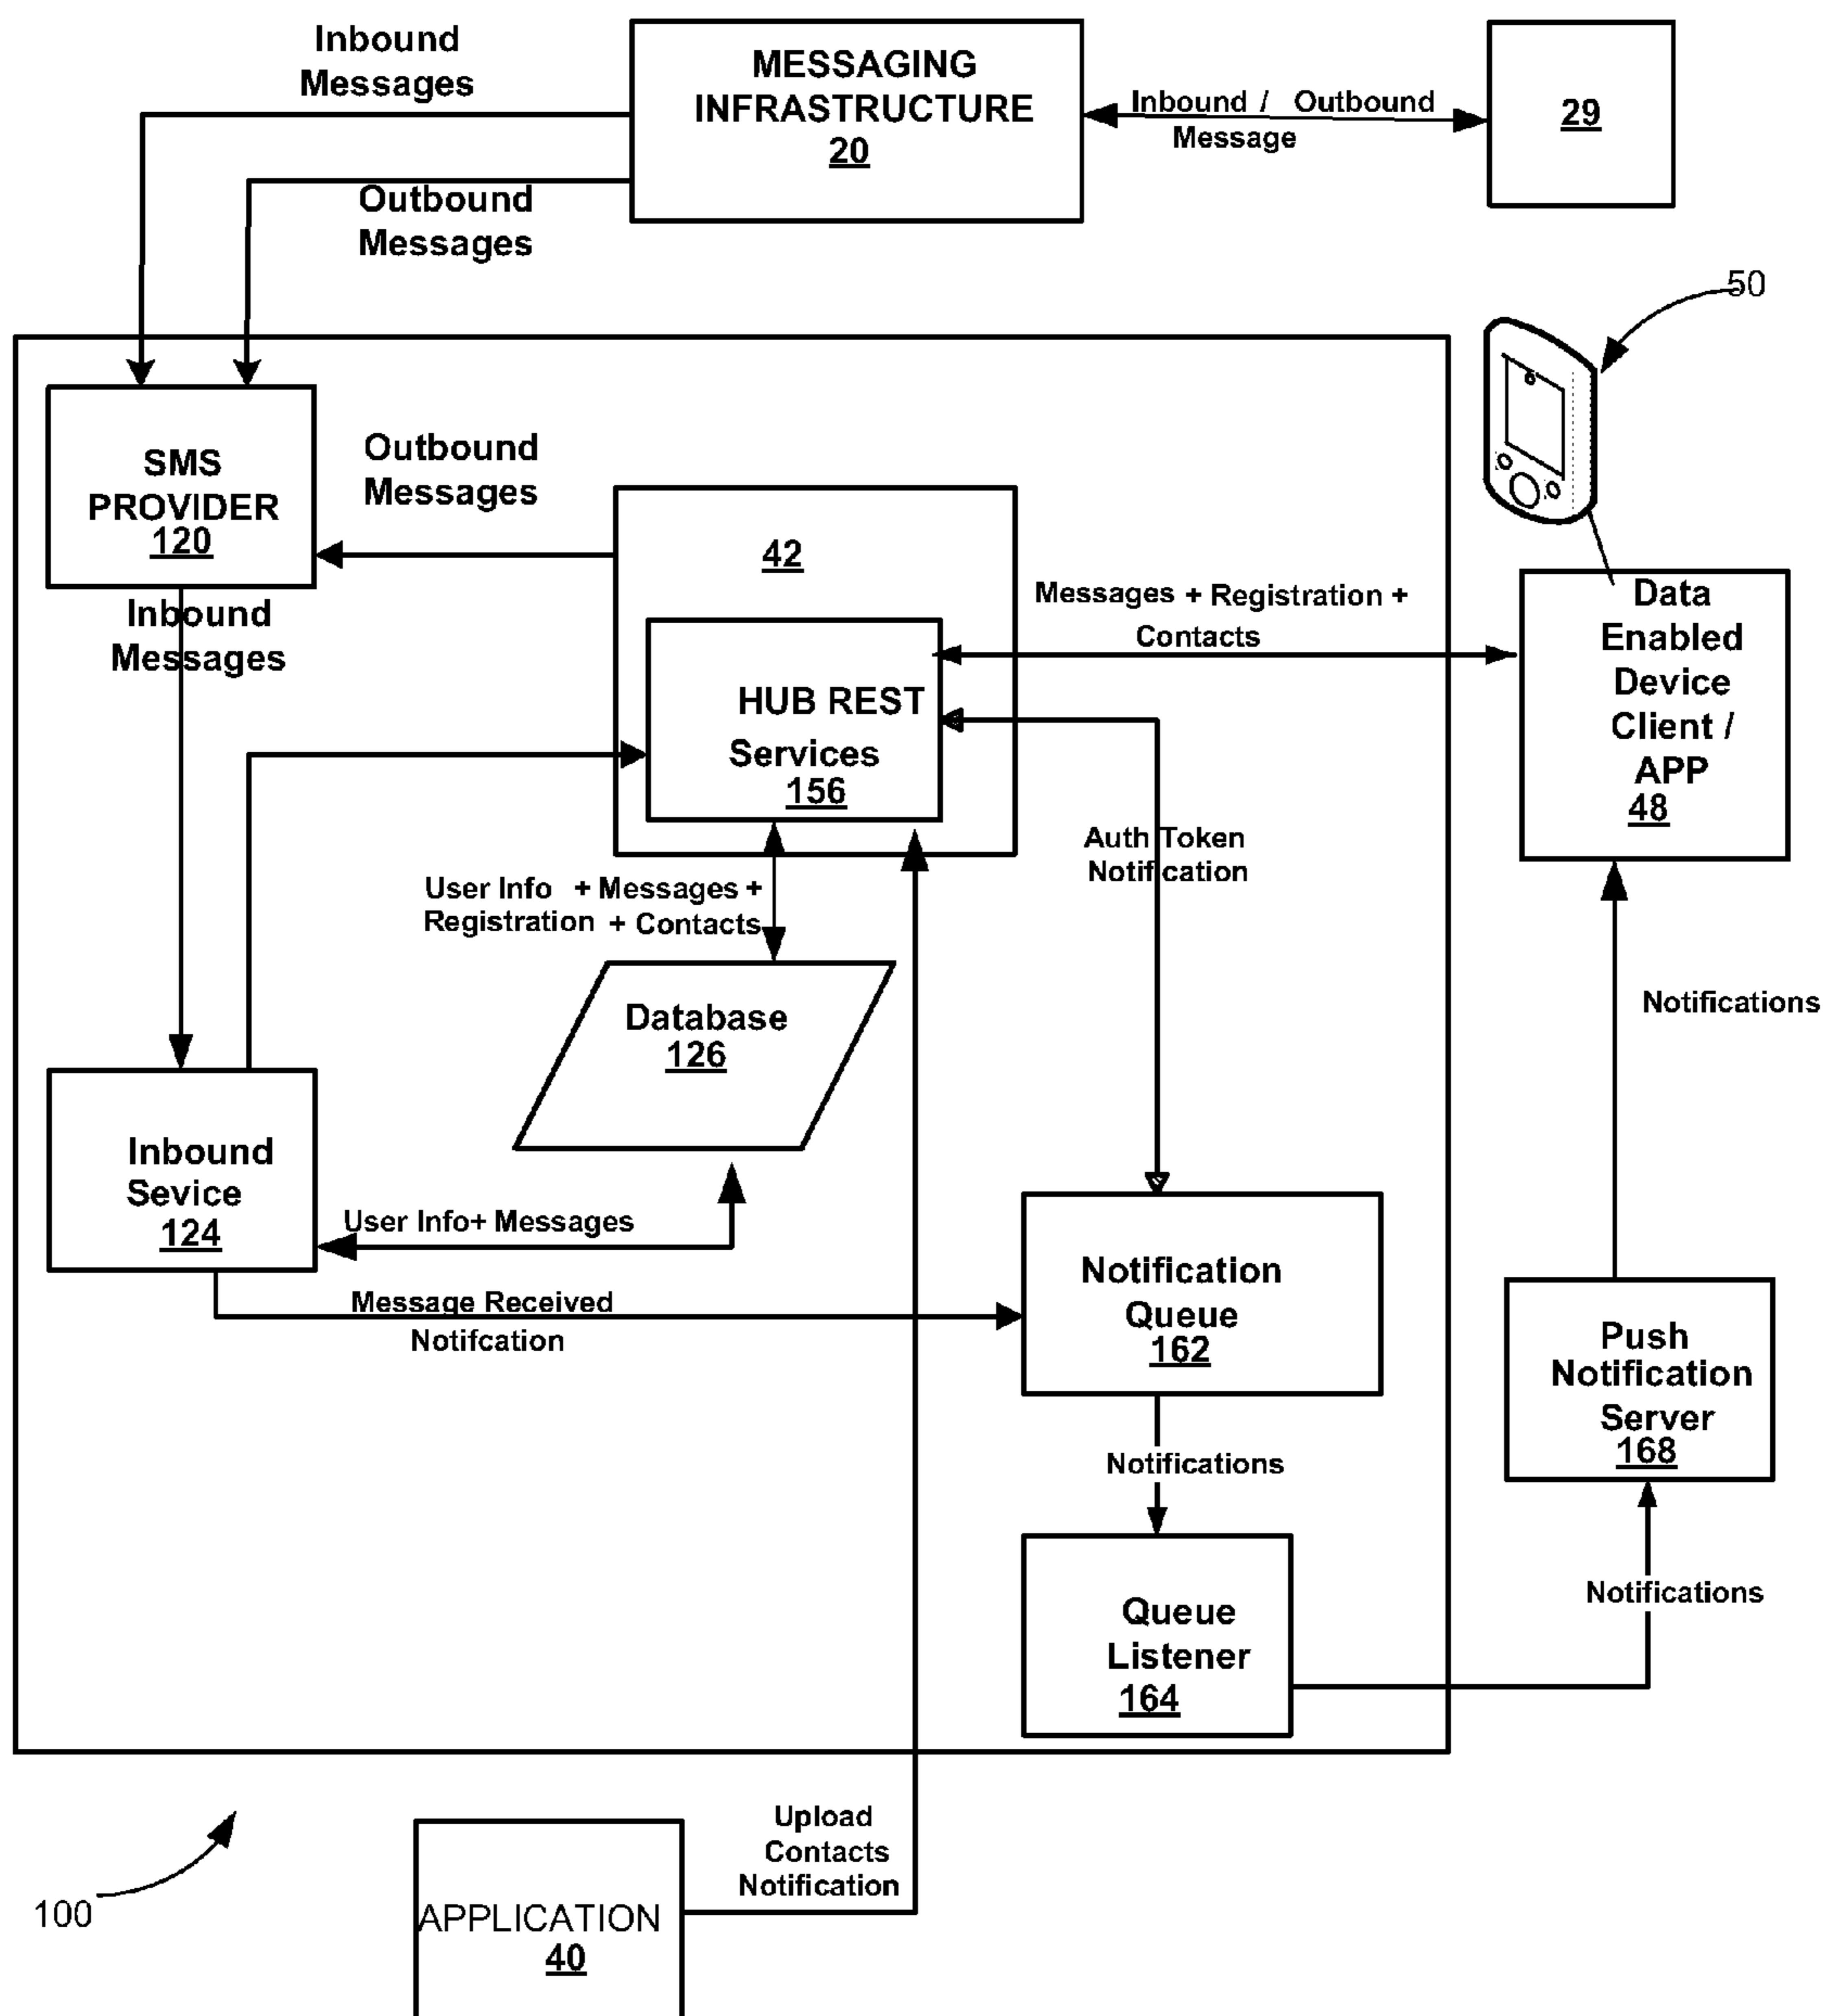 Inbound
Messages
MESSAGING
INFRASTRUCTURE
20
Inbound / Outbound
Message
29
Outbound
Messages
50
SMS
PROVIDER
120
Outbound
Messages
42
Inbound
Messages
Messages + Registration +
Contacts
Data
Enabled
Device
Client /
APP
48
HUB REST
Services
156
Auth Token
Notification
User Info + Messages +
Registration + Contacts
Notifications
Database
126
Inbound
Sevice
124
User Info+ Messages
Message Received
Notifcation
Notification
Queue
162
Push
Notification
Server
168
Notifications
Notifications
Queue
Listener
164
Upload
Contacts
Notification
100
APPLICATION
40